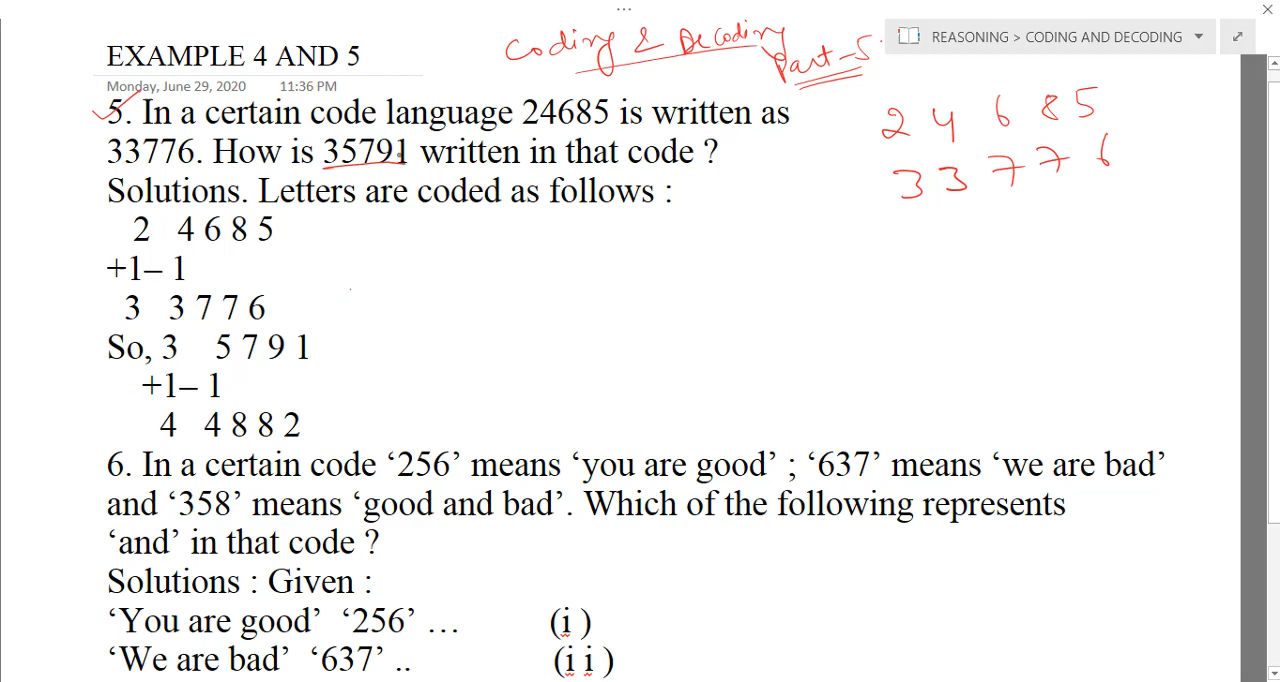 ...
Coding & Decoding
Part-5
REASONING > CODING AND DECODING
EXAMPLE 4 AND 5
Monday, June 29, 2020 11:36 PM
5. In a certain code language 24685 is written as
33776. How is 35791 written in that code ?
2 4 6 8 5
3 3 7 7 6
Solutions. Letters are coded as follows :
2 4 6 8 5
+1– 1
3 3 7 7 6
So, 3 5 7 9 1
+1– 1
4 4 8 8 2
6. In a certain code ‘256’ means ‘you are good’ ; ‘637’ means ‘we are bad’
and ‘358’ means ‘good and bad’. Which of the following represents
‘and’ in that code ?
Solutions : Given :
‘You are good’ ‘256’ … (i )
‘We are bad’ ‘637’ .. (i i )